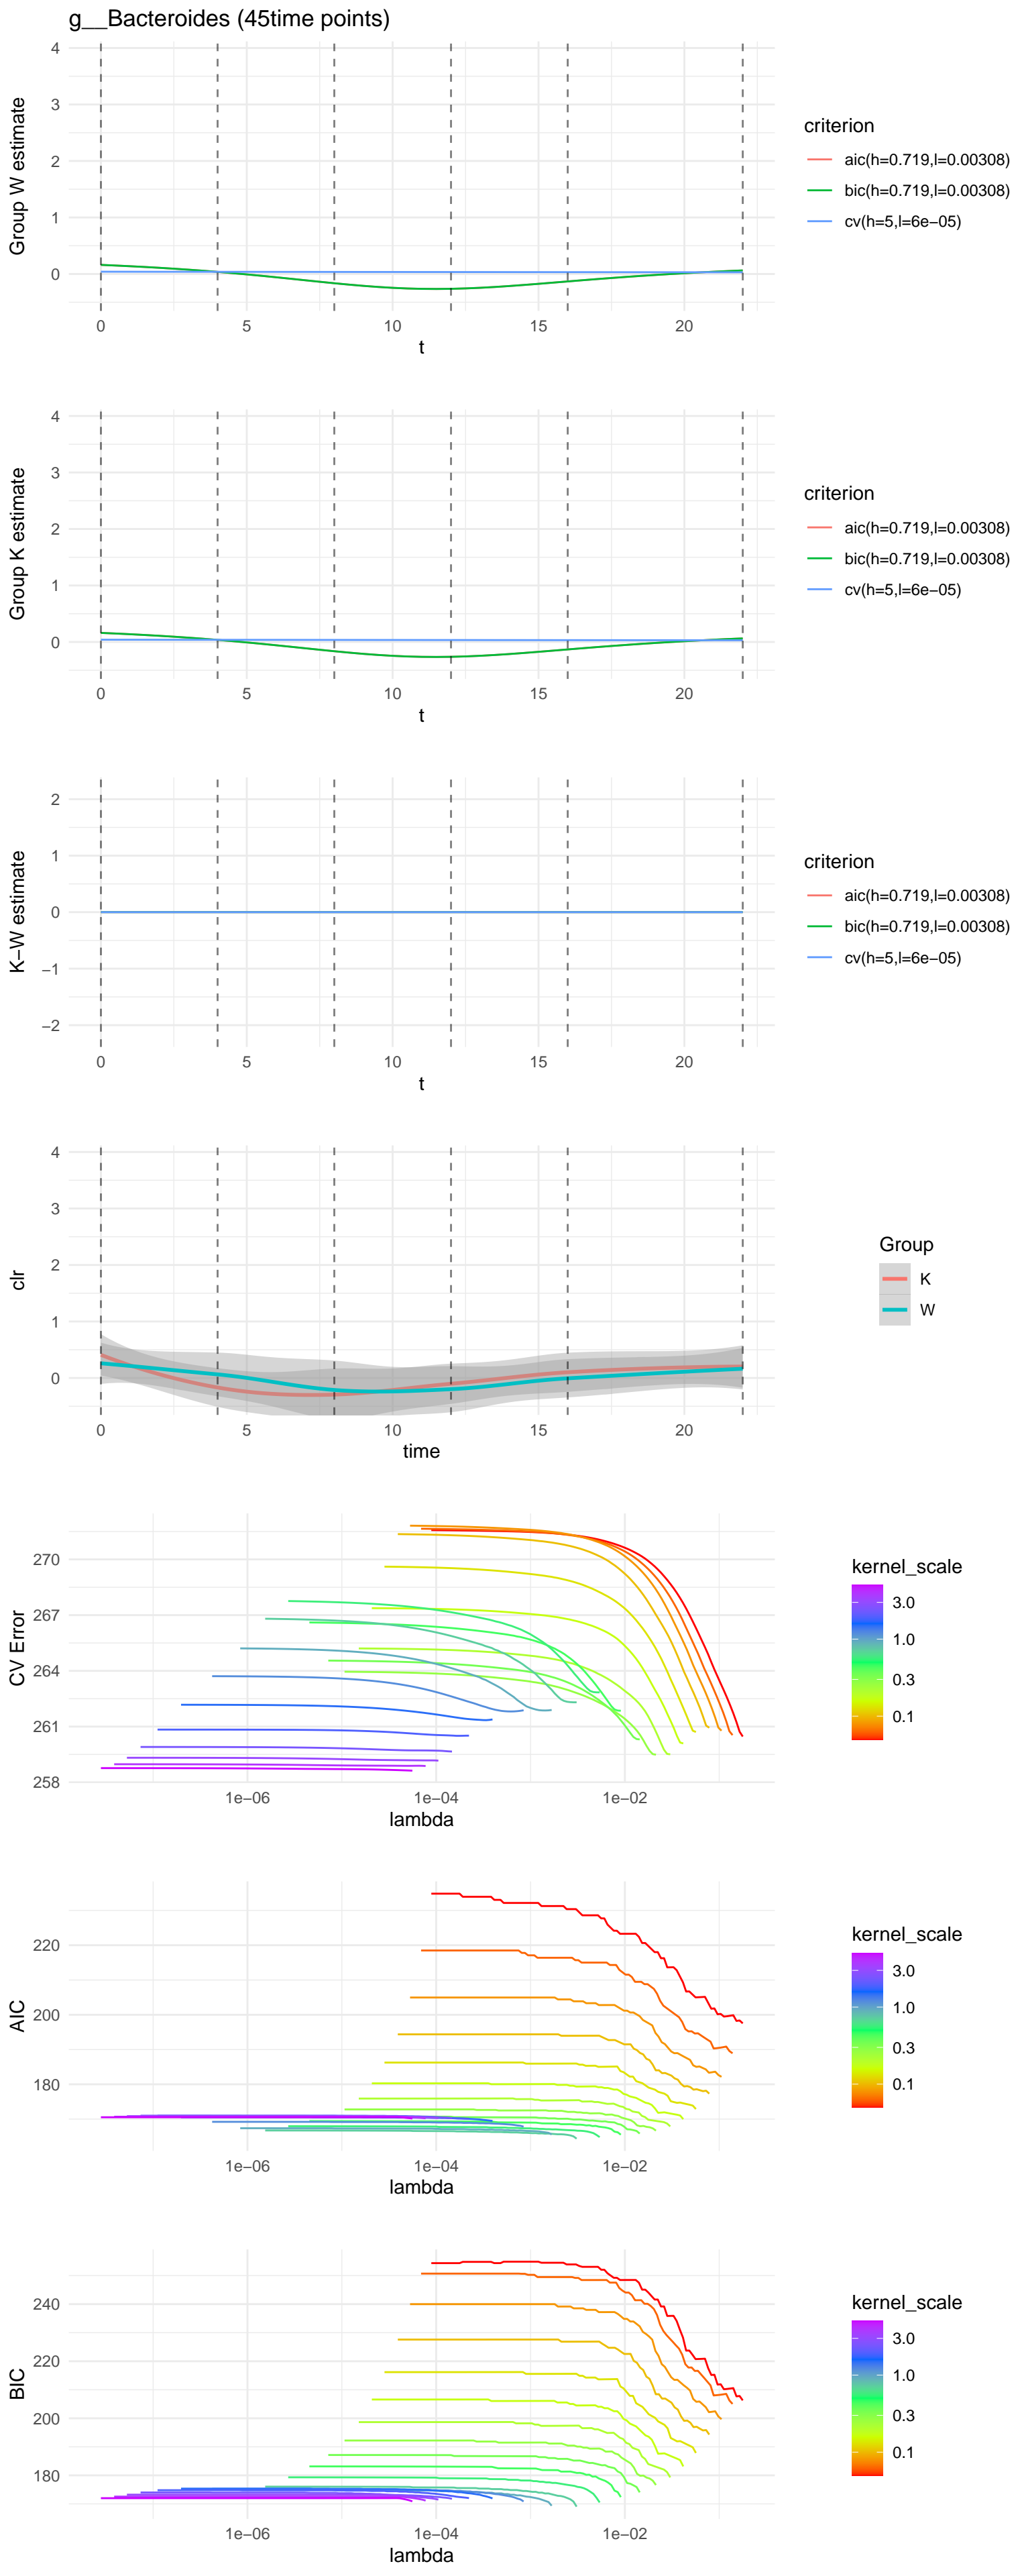 g__Bacteroides (45time points)
4
3
2
1
0
Group W estimate
0
5
10
15
20
t
criterion
aic(h=0.719,l=0.00308)
bic(h=0.719,l=0.00308)
cv(h=5,l=6e−05)
4
3
2
1
0
Group K estimate
0
5
10
15
20
t
criterion
aic(h=0.719,l=0.00308)
bic(h=0.719,l=0.00308)
cv(h=5,l=6e−05)
2
1
0
−1
−2
K−W estimate
0
5
10
15
20
t
criterion
aic(h=0.719,l=0.00308)
bic(h=0.719,l=0.00308)
cv(h=5,l=6e−05)
4
3
2
1
0
clr
0
5
10
15
20
time
Group
K
W
270
267
264
261
258
CV Error
1e−06
1e−04
1e−02
lambda
kernel_scale
3.0
1.0
0.3
0.1
220
200
180
AIC
1e−06
1e−04
1e−02
lambda
kernel_scale
3.0
1.0
0.3
0.1
240
220
200
180
BIC
1e−06
1e−04
1e−02
lambda
kernel_scale
3.0
1.0
0.3
0.1